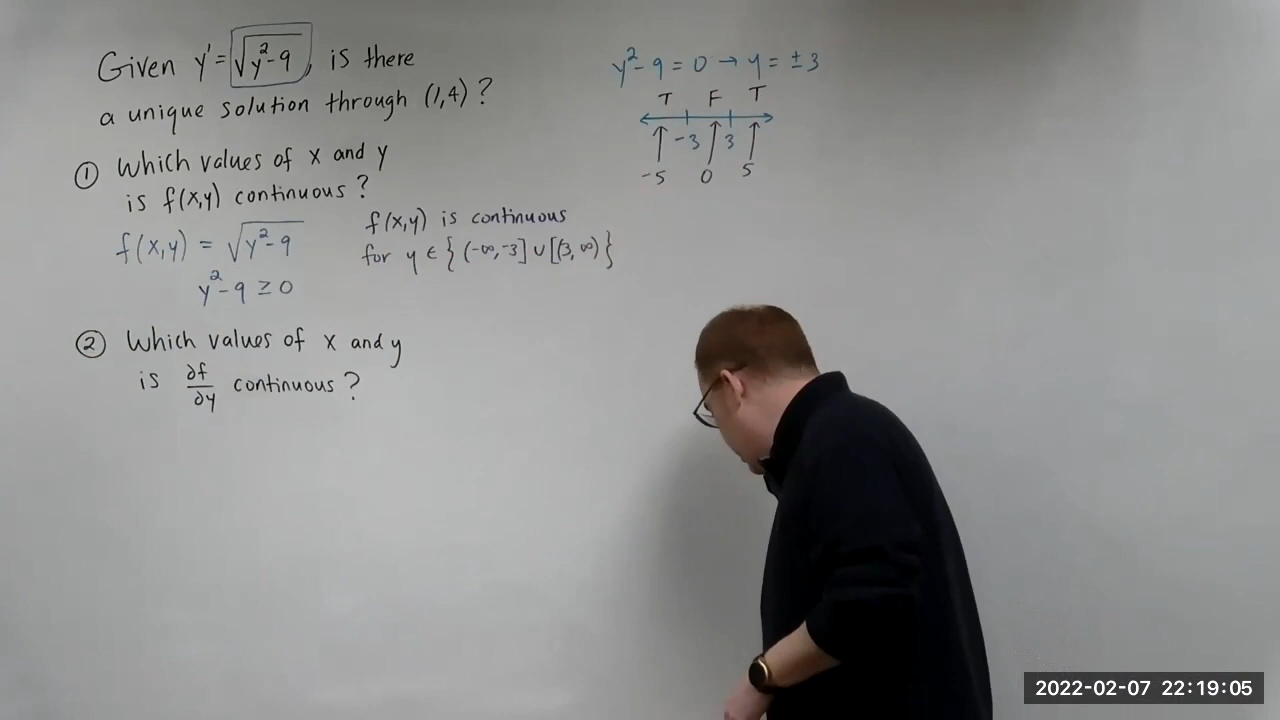 Given y' = √(y²-9), is there
a unique solution through (1,4)?
① Which values of x and y
is f(x,y) continuous?
f(x,y) = √(y²-9)
y²-9 ≥ 0
f(x,y) is continuous
for y ∈ {(-∞,-3] ∪ [(3,∞)}
② Which values of x and y
is ∂f/∂y continuous?
y²-9 = 0 → y = ±3
T F T
-3 3
-5 0 5
2022-02-07 22:19:05